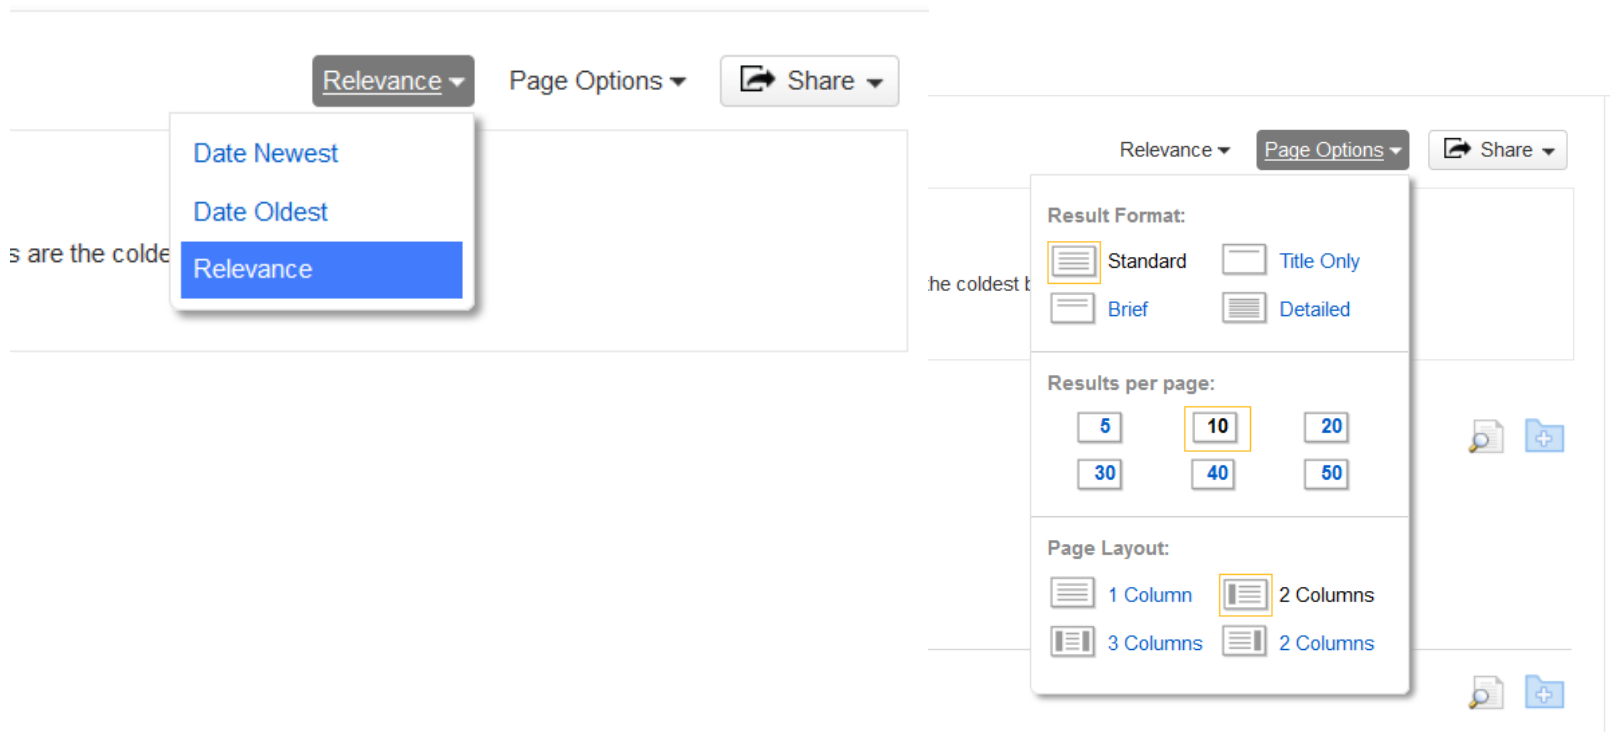 Relevance Page Options Share
Date Newest
Date Oldest
s are the colde
Relevance
Relevance Page Options Share
Result Format:
Standard Title Only
the coldest b
Brief Detailed
Results per page:
5 10 20
30 40 50
Page Layout:
1 Column 2 Columns
3 Columns 2 Columns